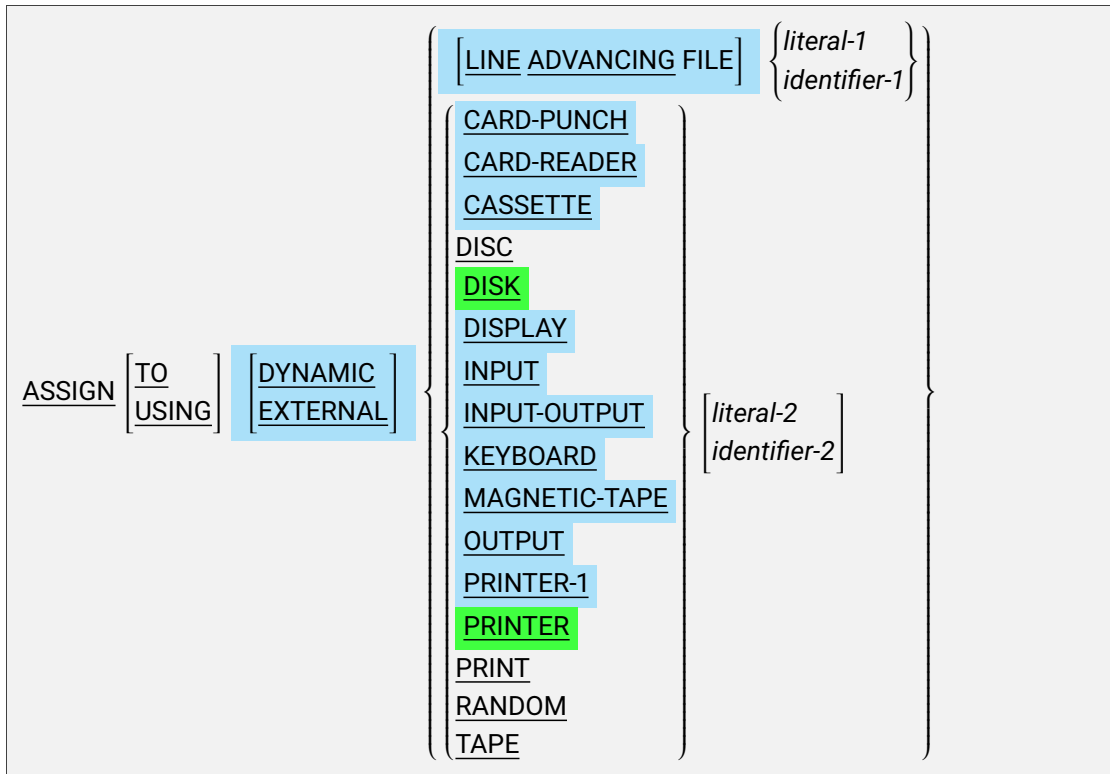 [LINE ADVANCING FILE] {literal-1
identifier-1}
CARD-PUNCH
CARD-READER
CASSETTE
DISC
DISK
DISPLAY
INPUT
INPUT-OUTPUT
KEYBOARD
MAGNETIC-TAPE
OUTPUT
PRINTER-1
PRINTER
PRINT
RANDOM
TAPE
ASSIGN [TO
USING]
[DYNAMIC
EXTERNAL]
[literal-2
identifier-2]